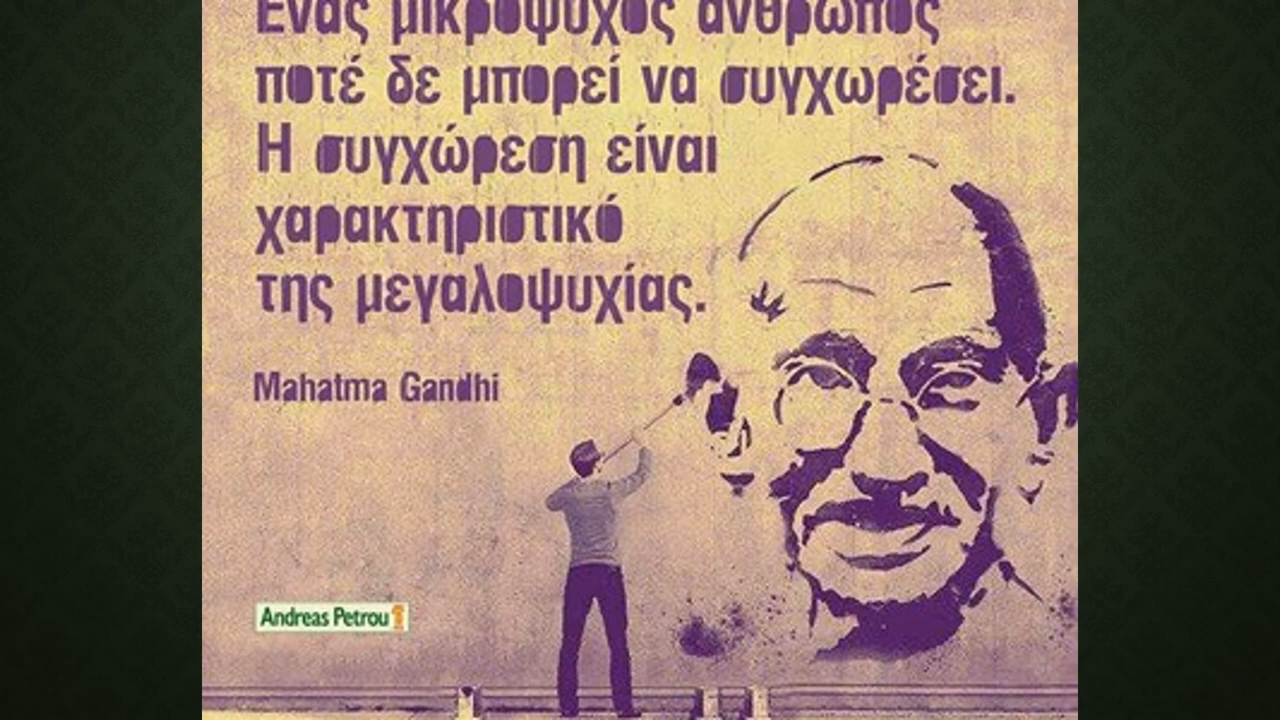 Ένας μικρόψυχος άνθρωπος
ποτέ δε μπορεί να συγχωρέσει.
Η συγχώρεση είναι
χαρακτηριστικό
της μεγαλοψυχίας.
Mahatma Gandhi
Andreas Petrou